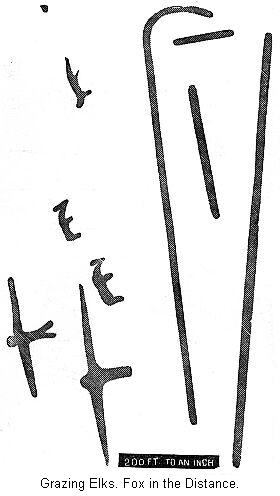 200 FT. TO AN INCH
Grazing Elks. Fox in the Distance.